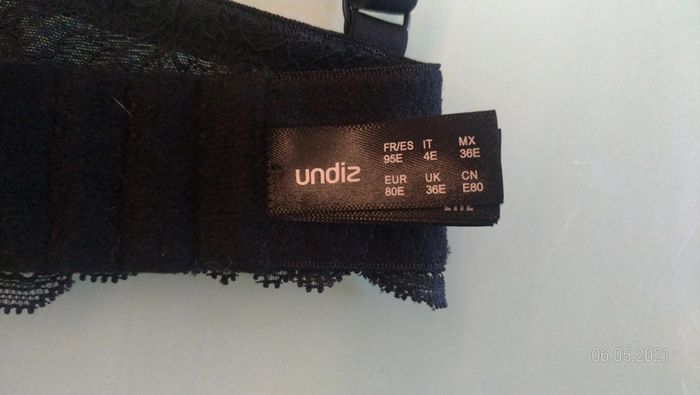 undiz
FR/ES IT MX
95E 4E 36E
EUR UK CN
80E 36E E80
06.05.2021